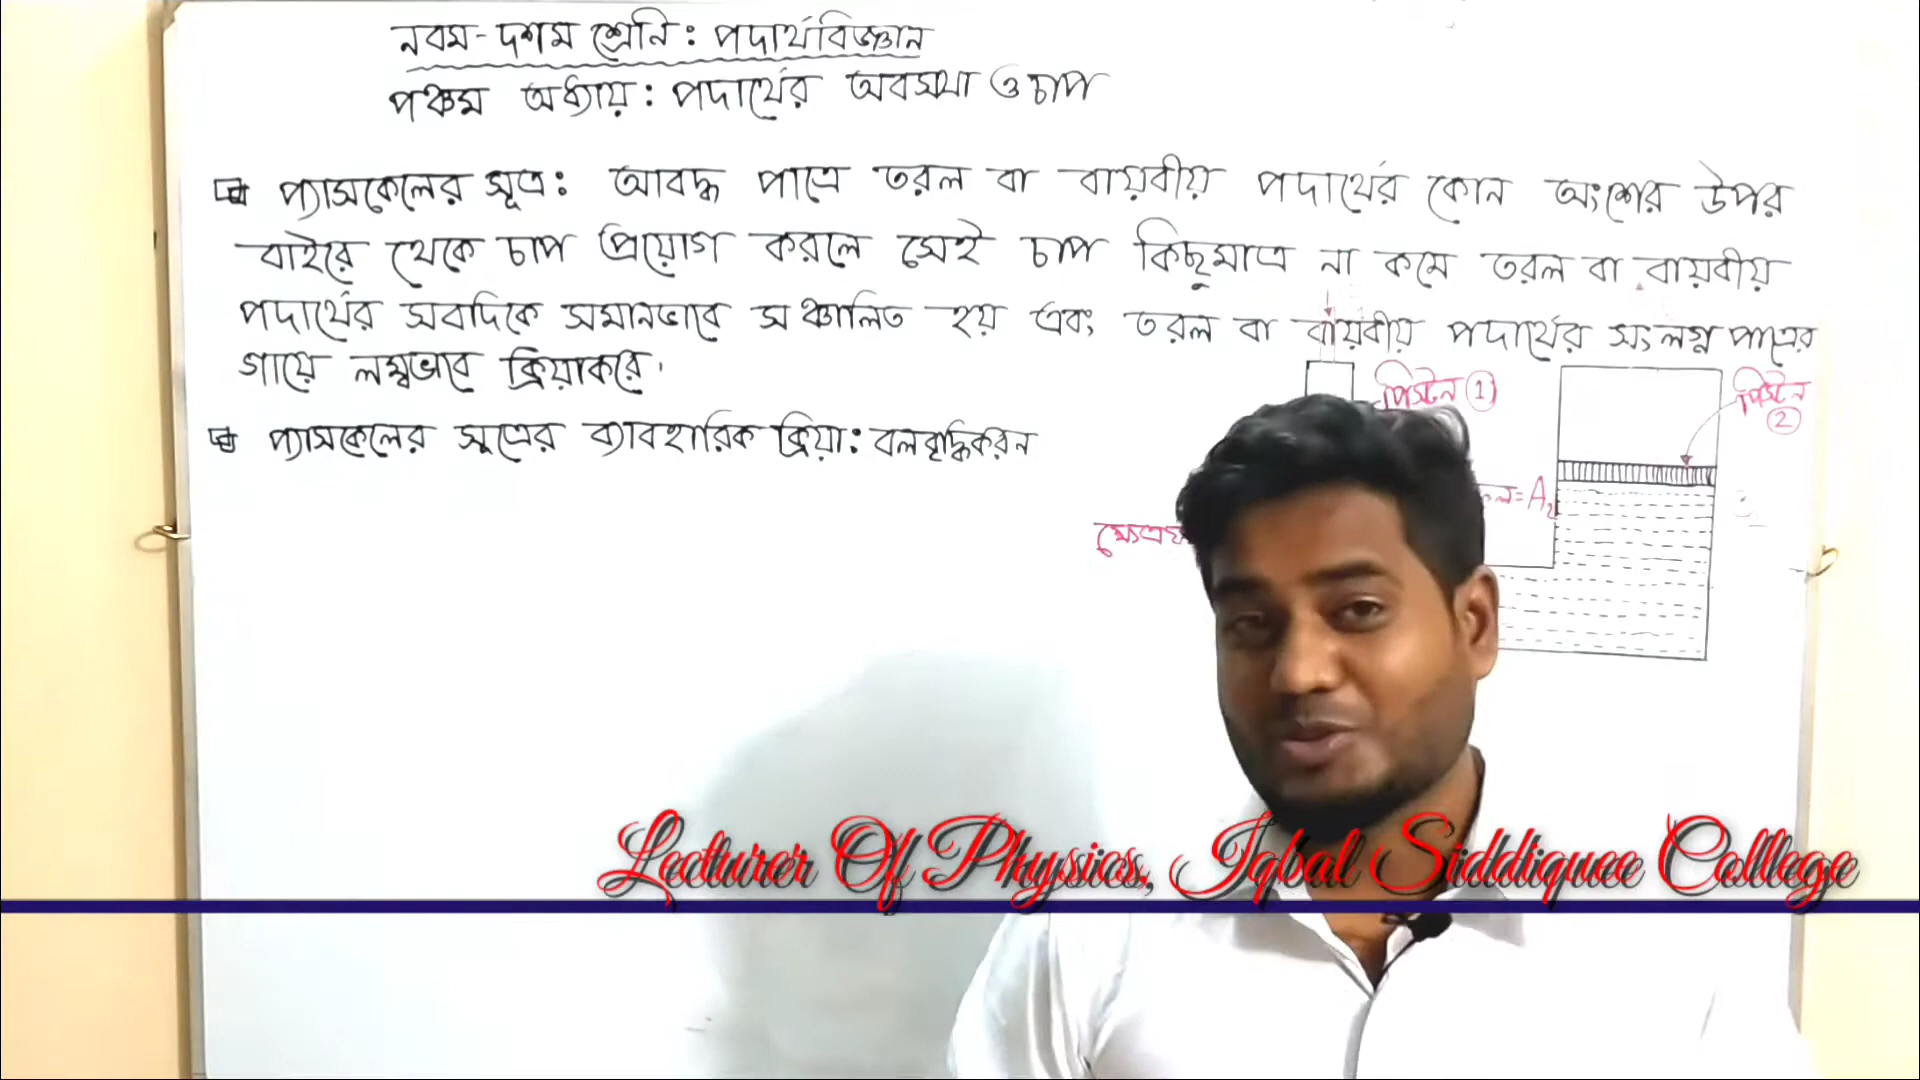 নবম-দশম শ্রেনি: পদার্থবিজ্ঞান
পঞ্চম অধ্যায়: পদার্থের অবস্থা ও চাপ
প্যাসকেলের সূত্র: আবদ্ধ পাত্রে তরল বা বায়বীয় পদার্থের কোন অংশের উপর
বাইরে থেকে চাপ প্রয়োগ করলে সেই চাপ কিছুমাত্র না কমে তরল বা বায়বীয়
পদার্থের সবদিকে সমানভাবে সঞ্চালিত হয় এবং তরল বা বায়বীয় পদার্থের সংলগ্ন পাত্রের
গায়ে লম্বভাবে ক্রিয়াকরে।
প্যাসকেলের সূত্রের ব্যাবহারিক ক্রিয়া: বলবৃদ্ধিকরন
পিস্টন ①
পিস্টন
②
=A₂
Lecturer Of Physics, Iqbal Siddiquee College